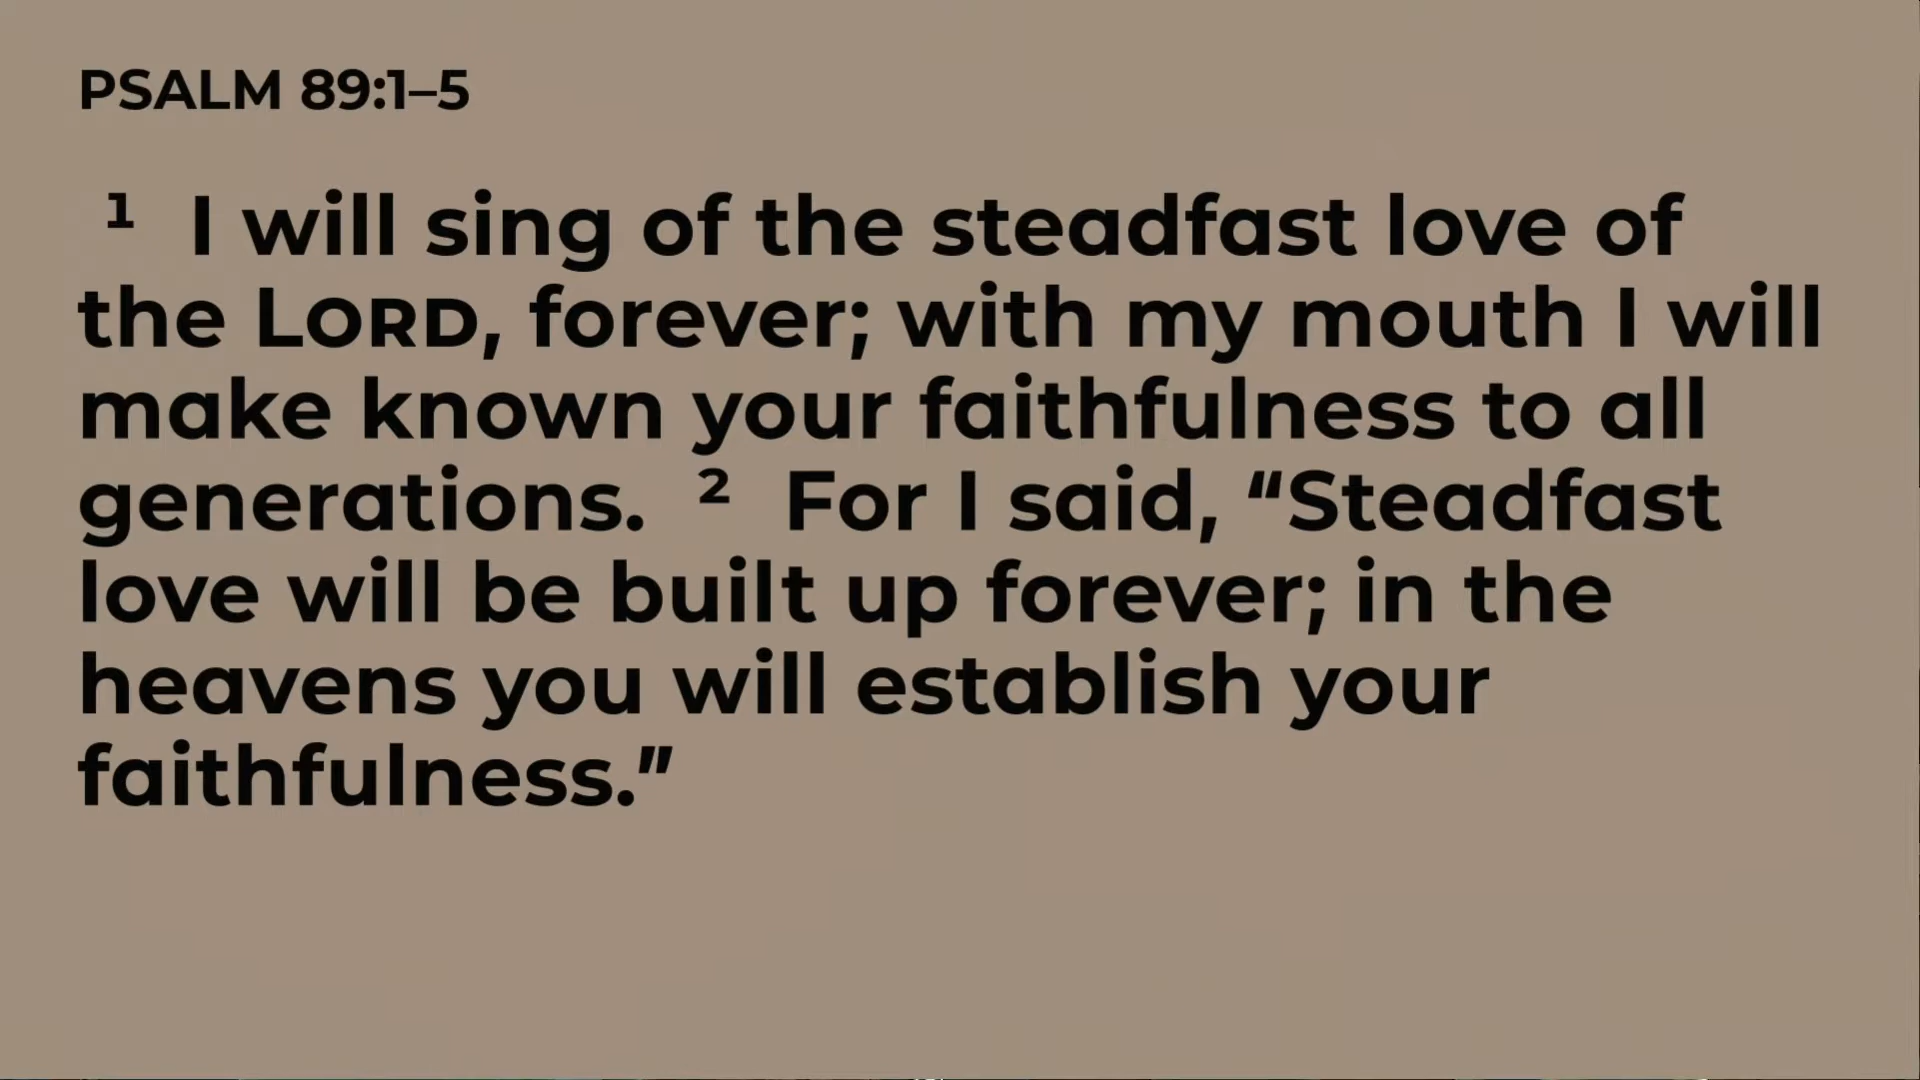 PSALM 89:1–5
¹ I will sing of the steadfast love of
the LORD, forever; with my mouth I will
make known your faithfulness to all
generations. ² For I said, “Steadfast
love will be built up forever; in the
heavens you will establish your
faithfulness.”